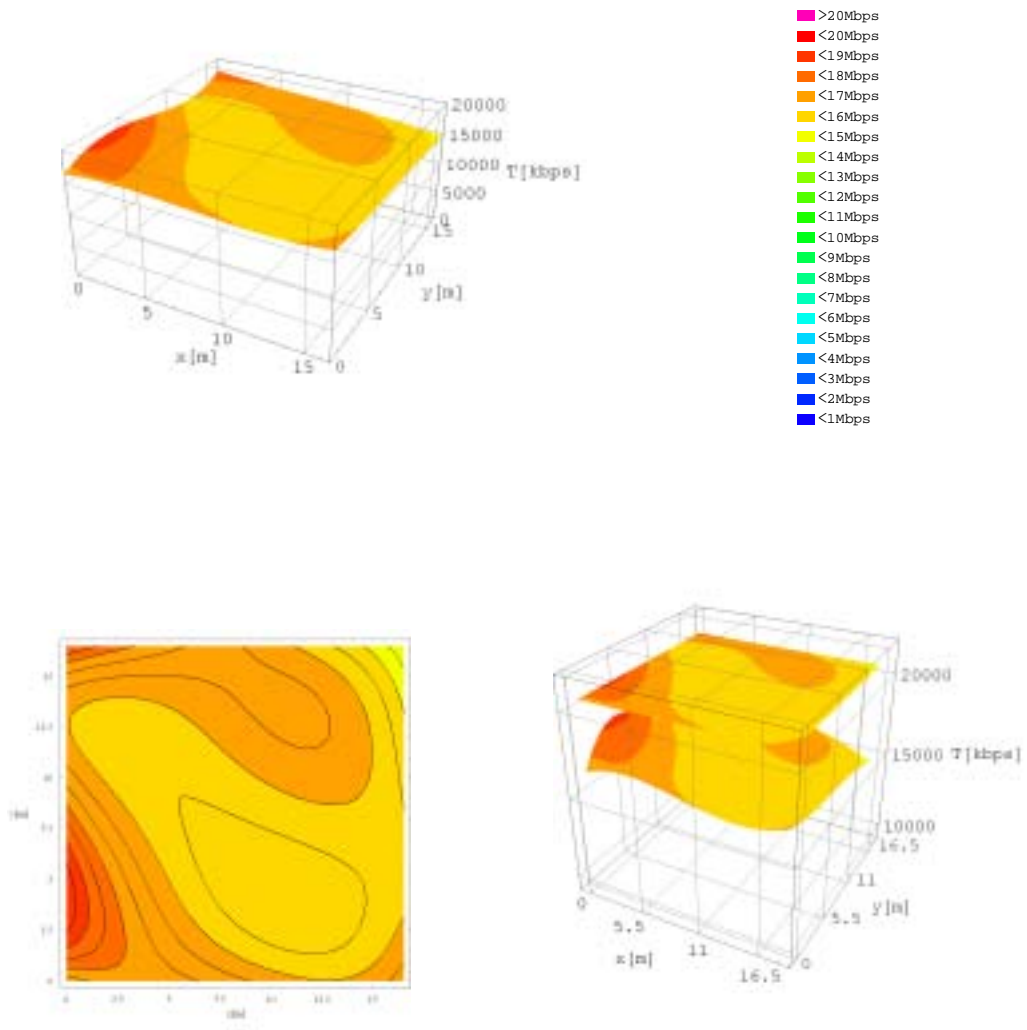 >20Mbps
<20Mbps
<19Mbps
<18Mbps
<17Mbps
<16Mbps
<15Mbps
<14Mbps
<13Mbps
<12Mbps
<11Mbps
<10Mbps
<9Mbps
<8Mbps
<7Mbps
<6Mbps
<5Mbps
<4Mbps
<3Mbps
<2Mbps
<1Mbps
20000
15000
10000 T[kbps]
5000
0
15
10
y[m]
5
0
0
5
10
x[m]
15
20000
15000 T[kbps]
10000
16.5
11
y[m]
5.5
0
0
5.5
11
x[m]
16.5